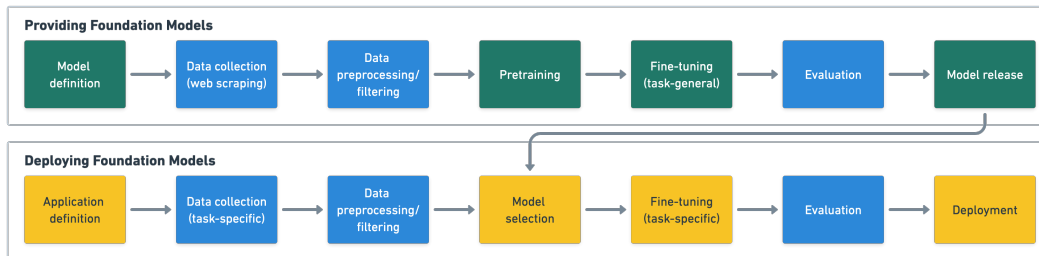 Providing Foundation Models
Model
definition
Data collection
(web scraping)
Data
preprocessing/
filtering
Pretraining
Fine-tuning
(task-general)
Evaluation
Model release
Deploying Foundation Models
Application
definition
Data collection
(task-specific)
Data
preprocessing/
filtering
Model
selection
Fine-tuning
(task-specific)
Evaluation
Deployment